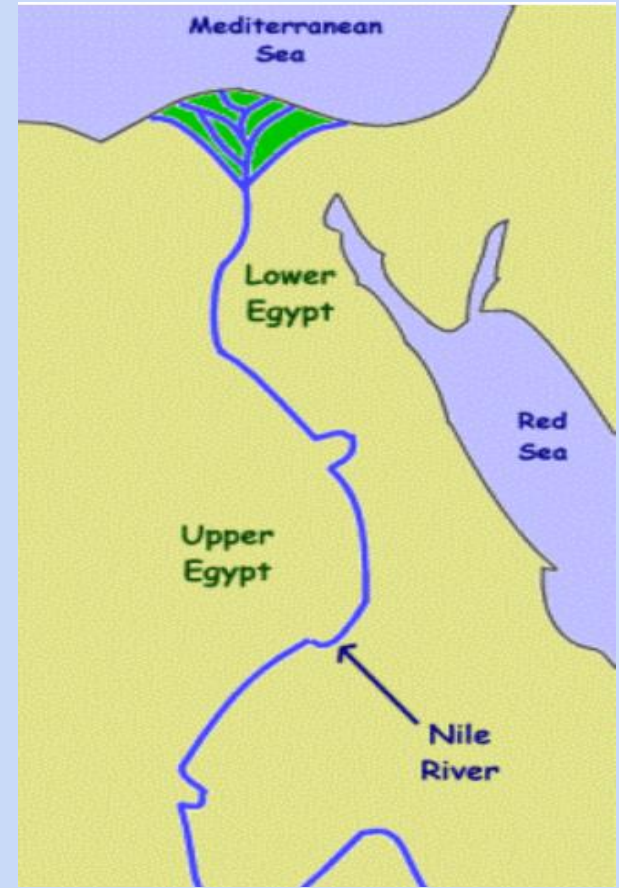 Mediterranean
Sea
Lower
Egypt
Red
Sea
Upper
Egypt
Nile
River